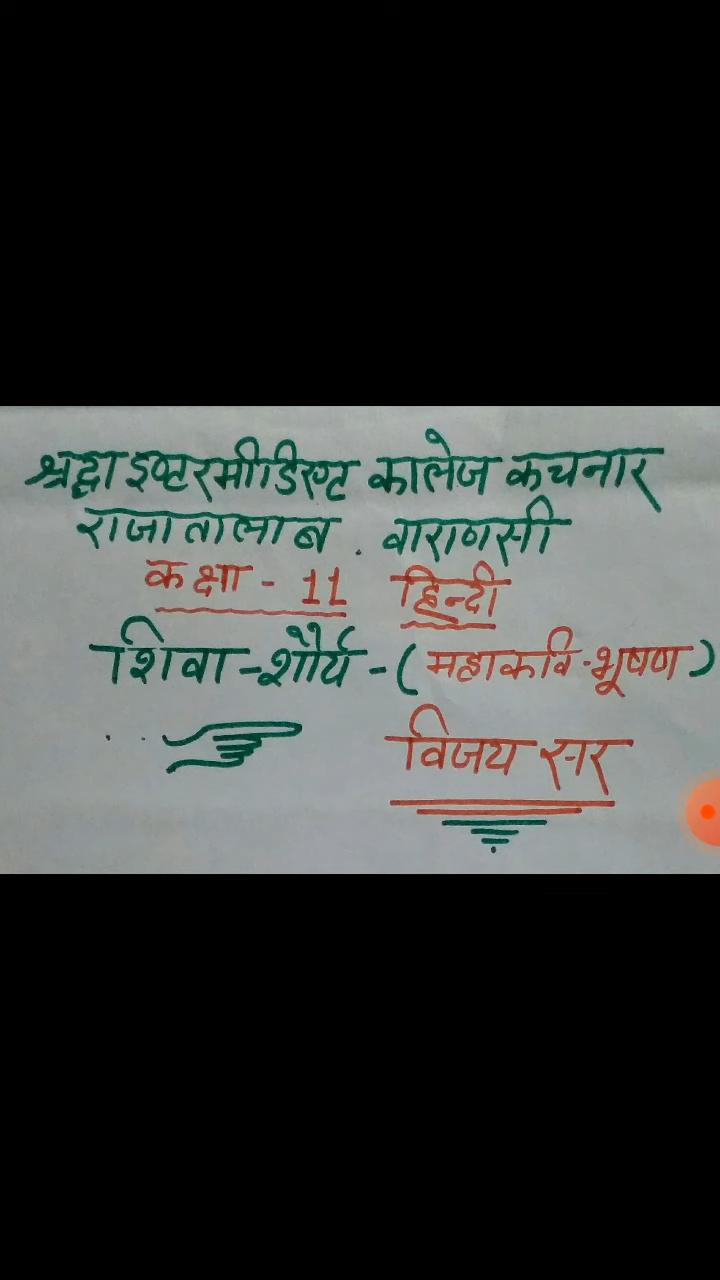 श्रद्धा इण्टरमीडिएट कालेज कचनार
राजातालाब . वाराणसी
कक्षा - 11 हिन्दी
शिवा - शौर्य - ( महाकवि - भूषण )
विजय सर